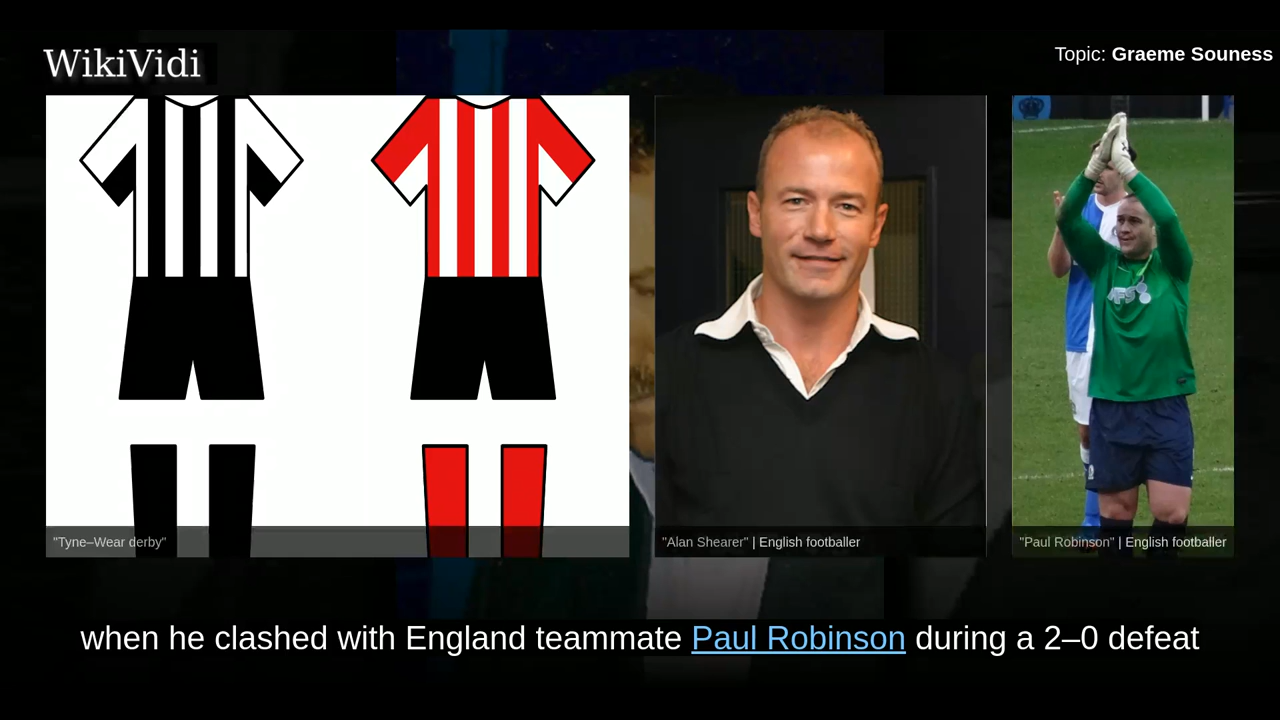 WikiVidi
Topic: Graeme Souness
"Tyne–Wear derby"
"Alan Shearer" | English footballer
"Paul Robinson" | English footballer
when he clashed with England teammate Paul Robinson during a 2–0 defeat